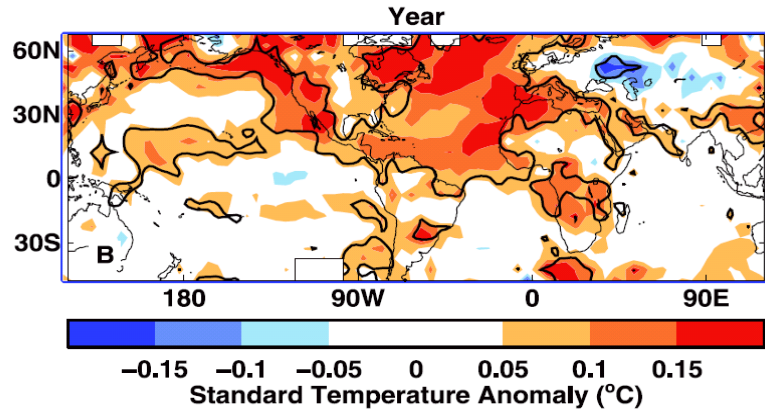 Year
60N
30N
0
30S
B
180 90W 0 90E
−0.15 −0.1 −0.05 0 0.05 0.1 0.15
Standard Temperature Anomaly (°C)